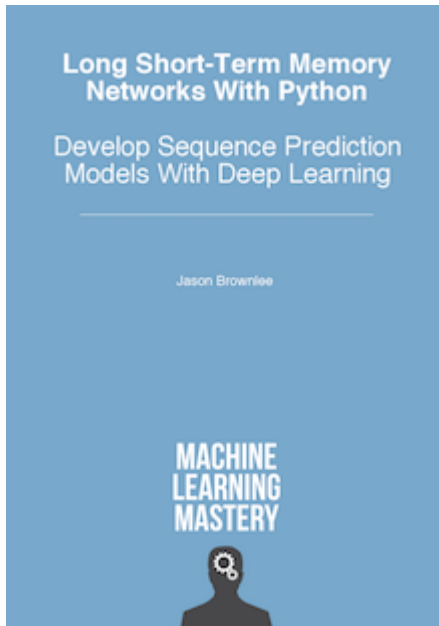 Long Short-Term Memory
Networks With Python
Develop Sequence Prediction
Models With Deep Learning
Jason Brownlee
MACHINE
LEARNING
MASTERY